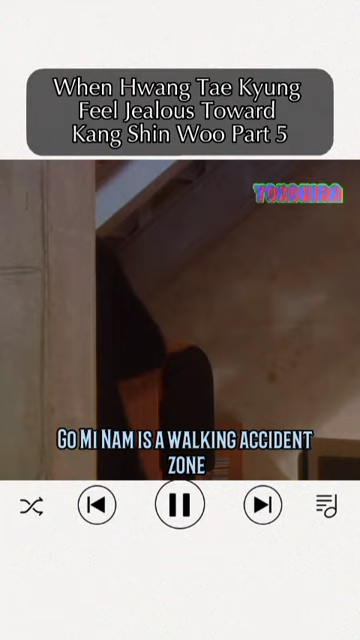 When Hwang Tae Kyung
Feel Jealous Toward
Kang Shin Woo Part 5
YOROKIRA
GO MI NAM IS A WALKING ACCIDENT
ZONE